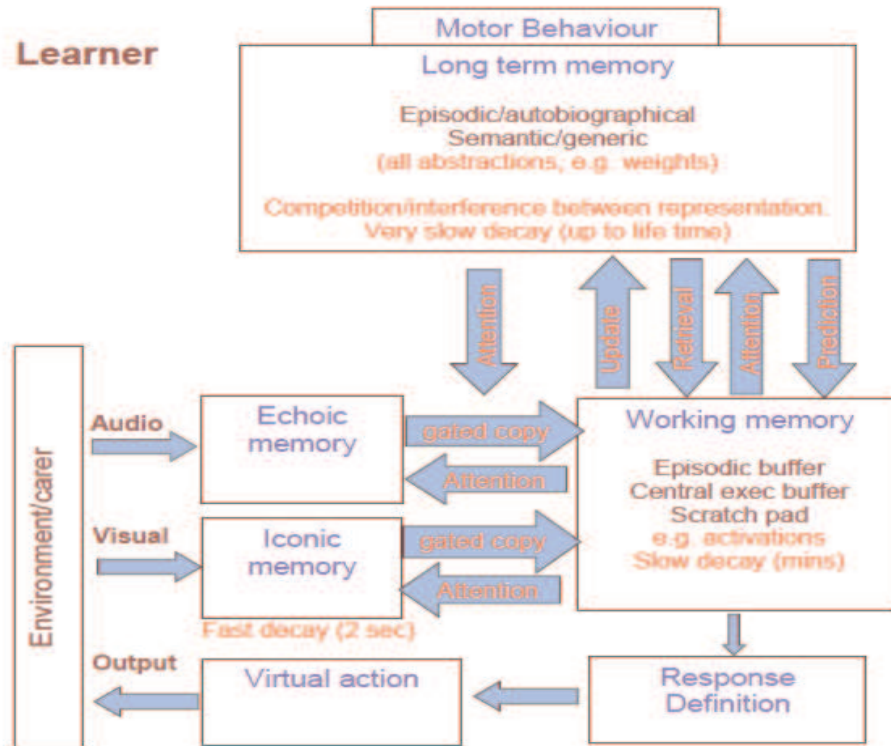 Learner
Motor Behaviour
Long term memory
Episodic/autobiographical
Semantic/generic
(all abstractions, e.g. weights)
Competition/interference between representation.
Very slow decay (up to life time)
Attention
Update
Retrieval
Attention
Prediction
Environment/carer
Audio
Echoic
memory
gated copy
Attention
Working memory
Episodic buffer
Central exec buffer
Scratch pad
e.g. activations
Slow decay (mins)
Visual
Iconic
memory
gated copy
Attention
Fast decay (2 sec)
Output
Virtual action
Response
Definition